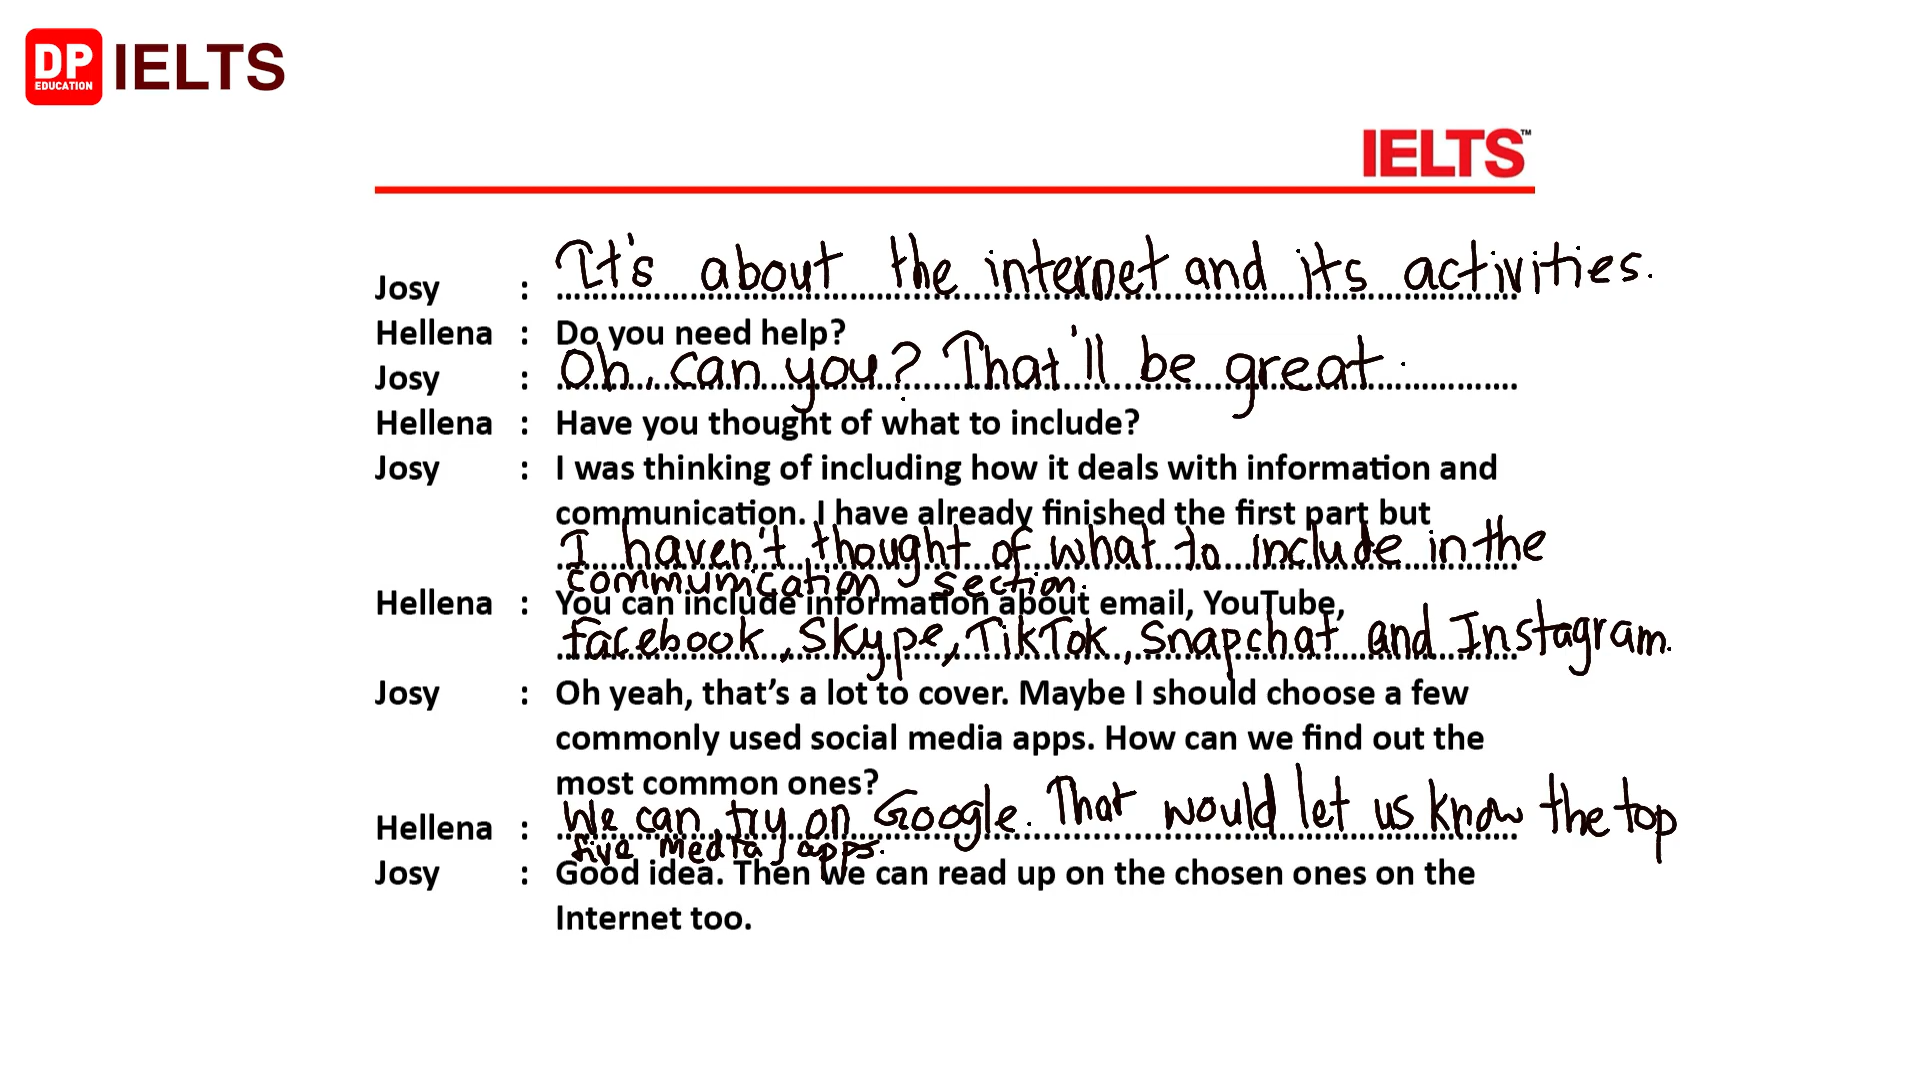 DP EDUCATION IELTS
IELTS™
Josy : It's about the internet and its activities.
Hellena : Do you need help?
Josy : Oh, can you? That'll be great.
Hellena : Have you thought of what to include?
Josy : I was thinking of including how it deals with information and
communication. I have already finished the first part but
I haven't thought of what to include in the
communication section.
Hellena : You can include information about email, YouTube,
facebook, Skype, TikTok, Snapchat and Instagram.
Josy : Oh yeah, that's a lot to cover. Maybe I should choose a few
commonly used social media apps. How can we find out the
most common ones?
Hellena : We can try on Google. That would let us know the top
five media apps.
Josy : Good idea. Then we can read up on the chosen ones on the
Internet too.